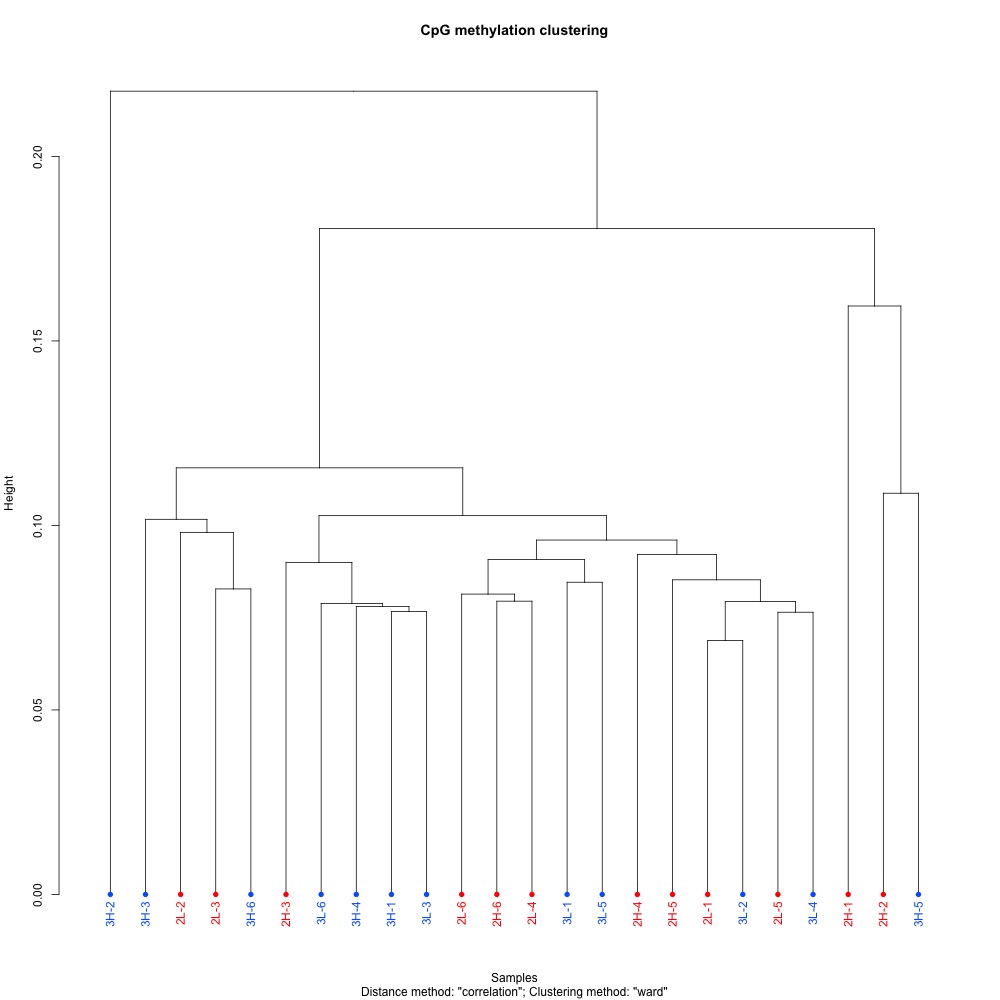 CpG methylation clustering
Height
0.20
0.15
0.10
0.05
0.00
3H-2
3H-3
2L-2
2L-3
3H-6
2H-3
3L-6
3H-4
3H-1
3L-3
2L-6
2H-6
2L-4
3L-1
3L-5
2H-4
2H-5
2L-1
3L-2
2L-5
3L-4
2H-1
2H-2
3H-5
Samples
Distance method: "correlation"; Clustering method: "ward"